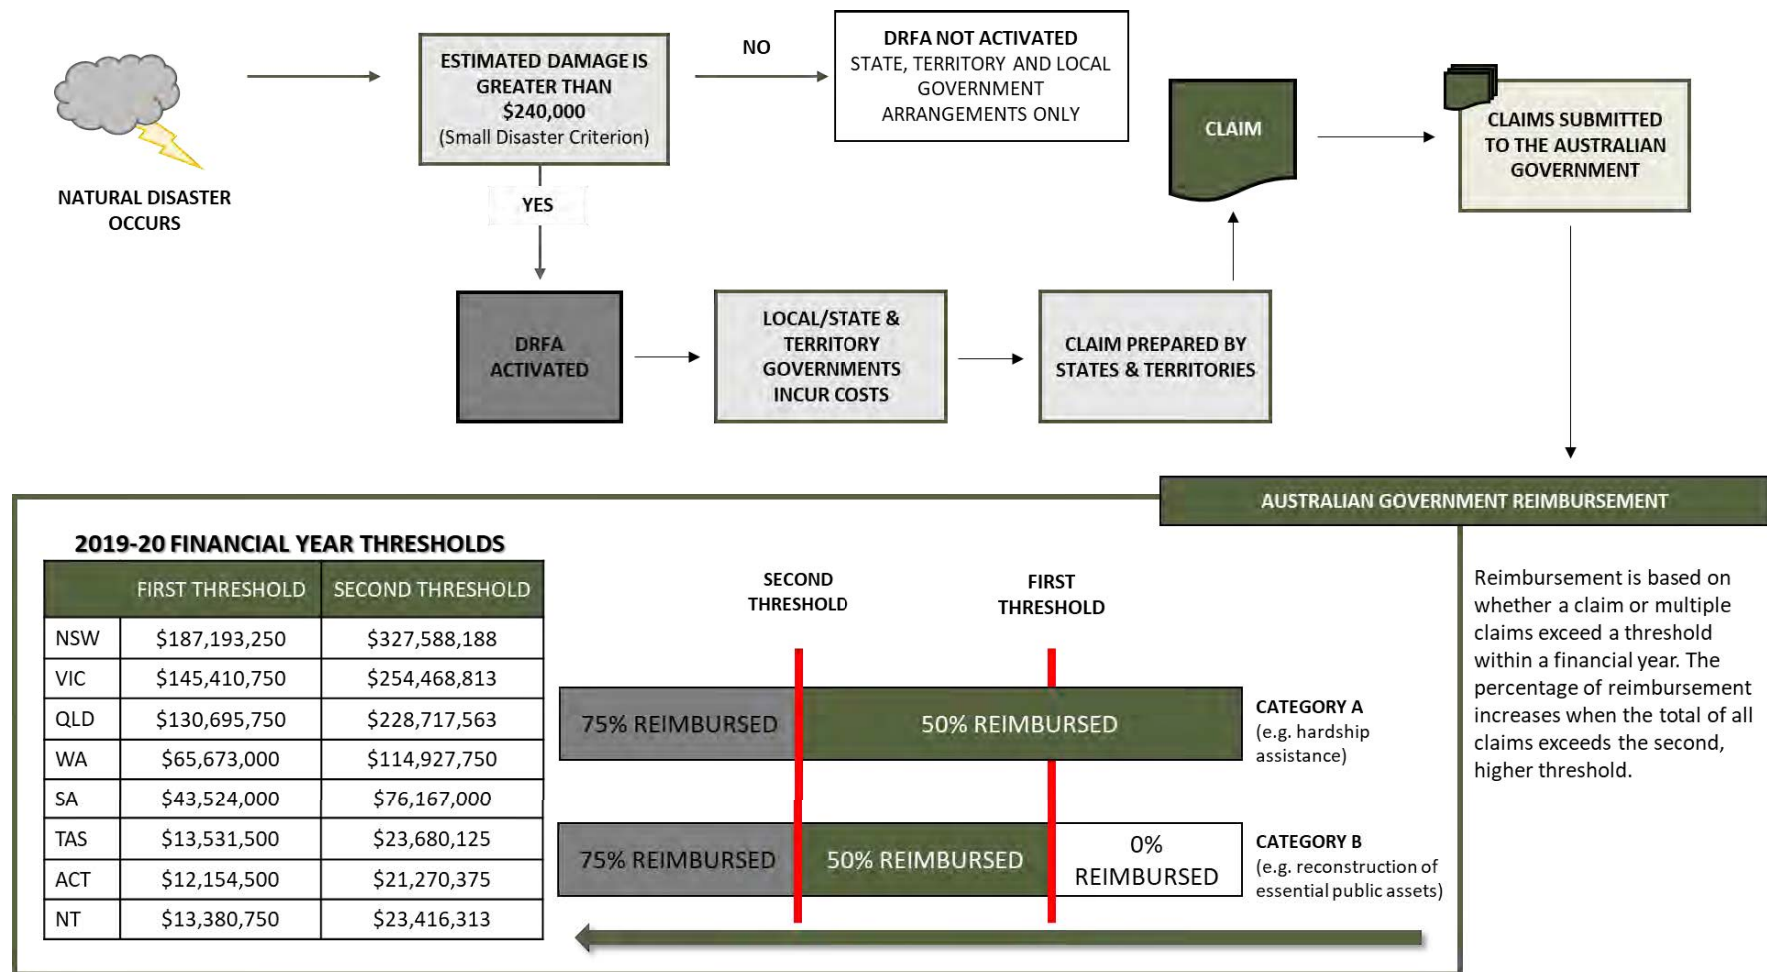 NATURAL DISASTER
OCCURS
ESTIMATED DAMAGE IS
GREATER THAN
$240,000
(Small Disaster Criterion)
NO
DRFA NOT ACTIVATED
STATE, TERRITORY AND LOCAL
GOVERNMENT
ARRANGEMENTS ONLY
YES
DRFA
ACTIVATED
LOCAL/STATE &
TERRITORY
GOVERNMENTS
INCUR COSTS
CLAIM PREPARED BY
STATES & TERRITORIES
CLAIM
CLAIMS SUBMITTED
TO THE AUSTRALIAN
GOVERNMENT
AUSTRALIAN GOVERNMENT REIMBURSEMENT
2019-20 FINANCIAL YEAR THRESHOLDS
FIRST THRESHOLD SECOND THRESHOLD
NSW $187,193,250 $327,588,188
VIC $145,410,750 $254,468,813
QLD $130,695,750 $228,717,563
WA $65,673,000 $114,927,750
SA $43,524,000 $76,167,000
TAS $13,531,500 $23,680,125
ACT $12,154,500 $21,270,375
NT $13,380,750 $23,416,313
SECOND
THRESHOLD
FIRST
THRESHOLD
75% REIMBURSED 50% REIMBURSED
CATEGORY A
(e.g. hardship
assistance)
75% REIMBURSED 50% REIMBURSED
0%
REIMBURSED
CATEGORY B
(e.g. reconstruction of
essential public assets)
Reimbursement is based on
whether a claim or multiple
claims exceed a threshold
within a financial year. The
percentage of reimbursement
increases when the total of all
claims exceeds the second,
higher threshold.